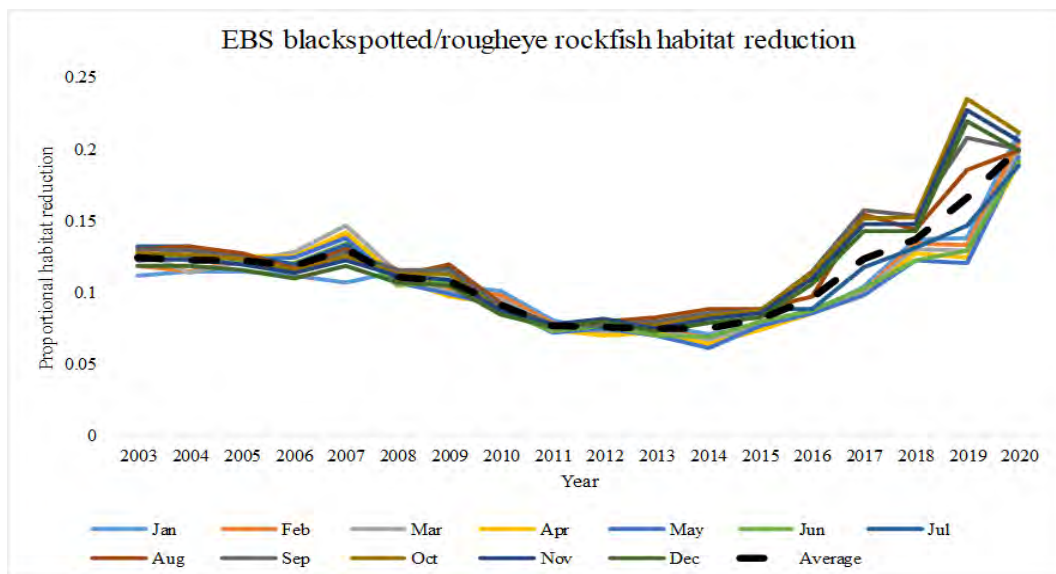 EBS blackspotted/rougheye rockfish habitat reduction
0.25
0.2
0.15
0.1
0.05
0
Proportional habitat reduction
2003 2004 2005 2006 2007 2008 2009 2010 2011 2012 2013 2014 2015 2016 2017 2018 2019 2020
Year
Jan Feb Mar Apr May Jun Jul
Aug Sep Oct Nov Dec Average